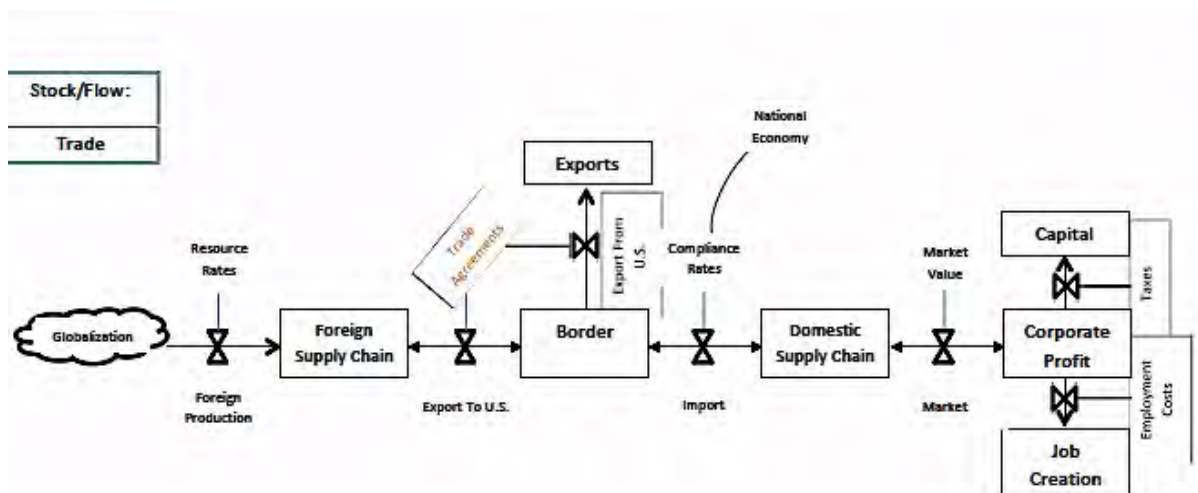 Stock/Flow:
Trade
National
Economy
Exports
Trade
Agreements
Export From
U.S.
Resource
Rates
Compliance
Rates
Market
Value
Capital
Taxes
Globalization
Foreign
Supply Chain
Border
Domestic
Supply Chain
Corporate
Profit
Foreign
Production
Export To U.S.
Import
Market
Employment
Costs
Job
Creation